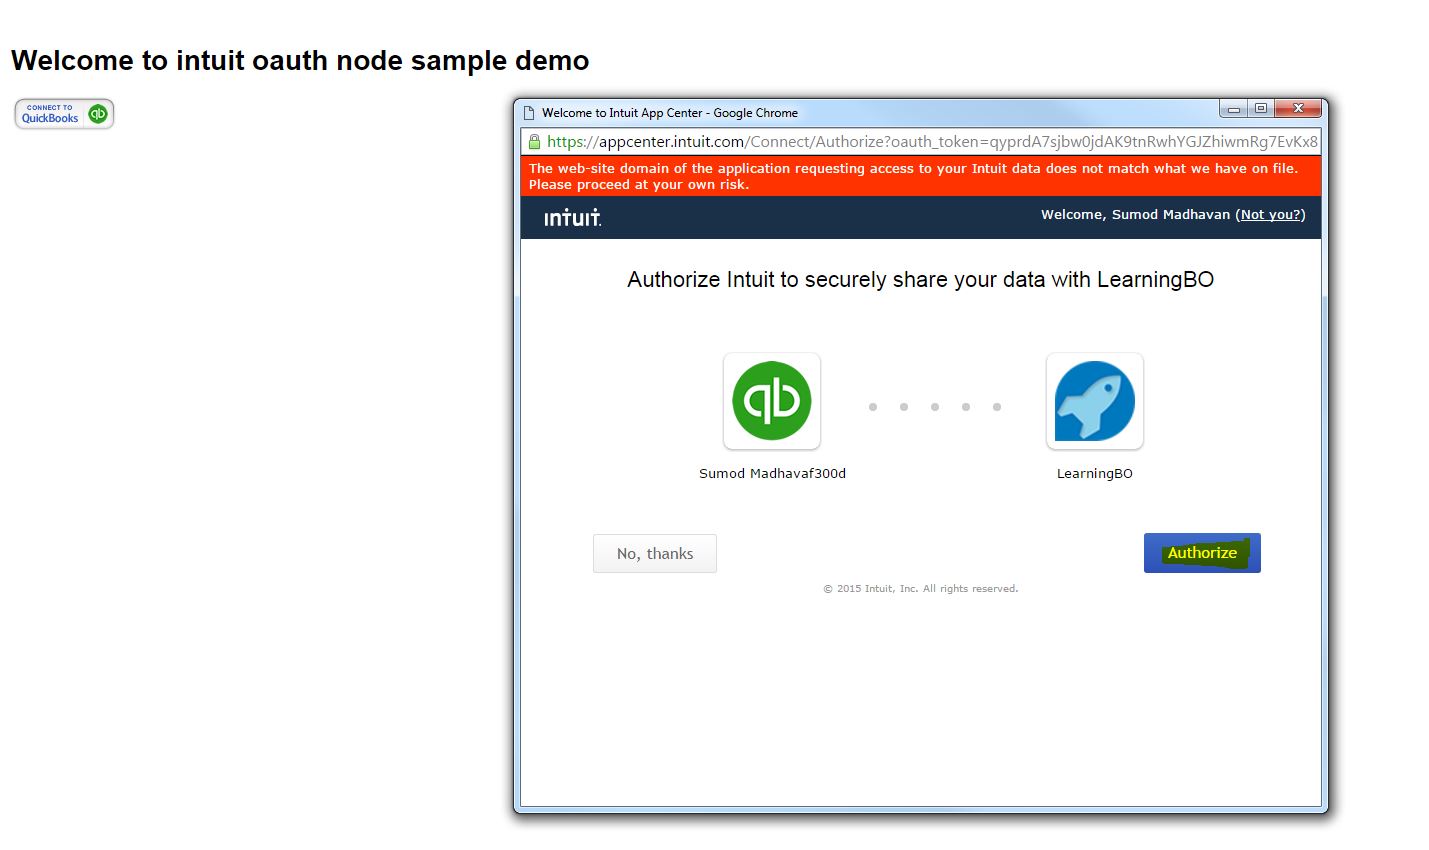 Welcome to intuit oauth node sample demo
CONNECT TO
QuickBooks
qb
Welcome to Intuit App Center - Google Chrome
https://appcenter.intuit.com/Connect/Authorize?oauth_token=qyprdA7sjbw0jdAK9tnRwhYGJZhiwmRg7EvKx8
The web-site domain of the application requesting access to your Intuit data does not match what we have on file.
Please proceed at your own risk.
intuit.
Welcome, Sumod Madhavan (Not you?)
Authorize Intuit to securely share your data with LearningBO
qb
Sumod Madhavaf300d
LearningBO
No, thanks
Authorize
© 2015 Intuit, Inc. All rights reserved.